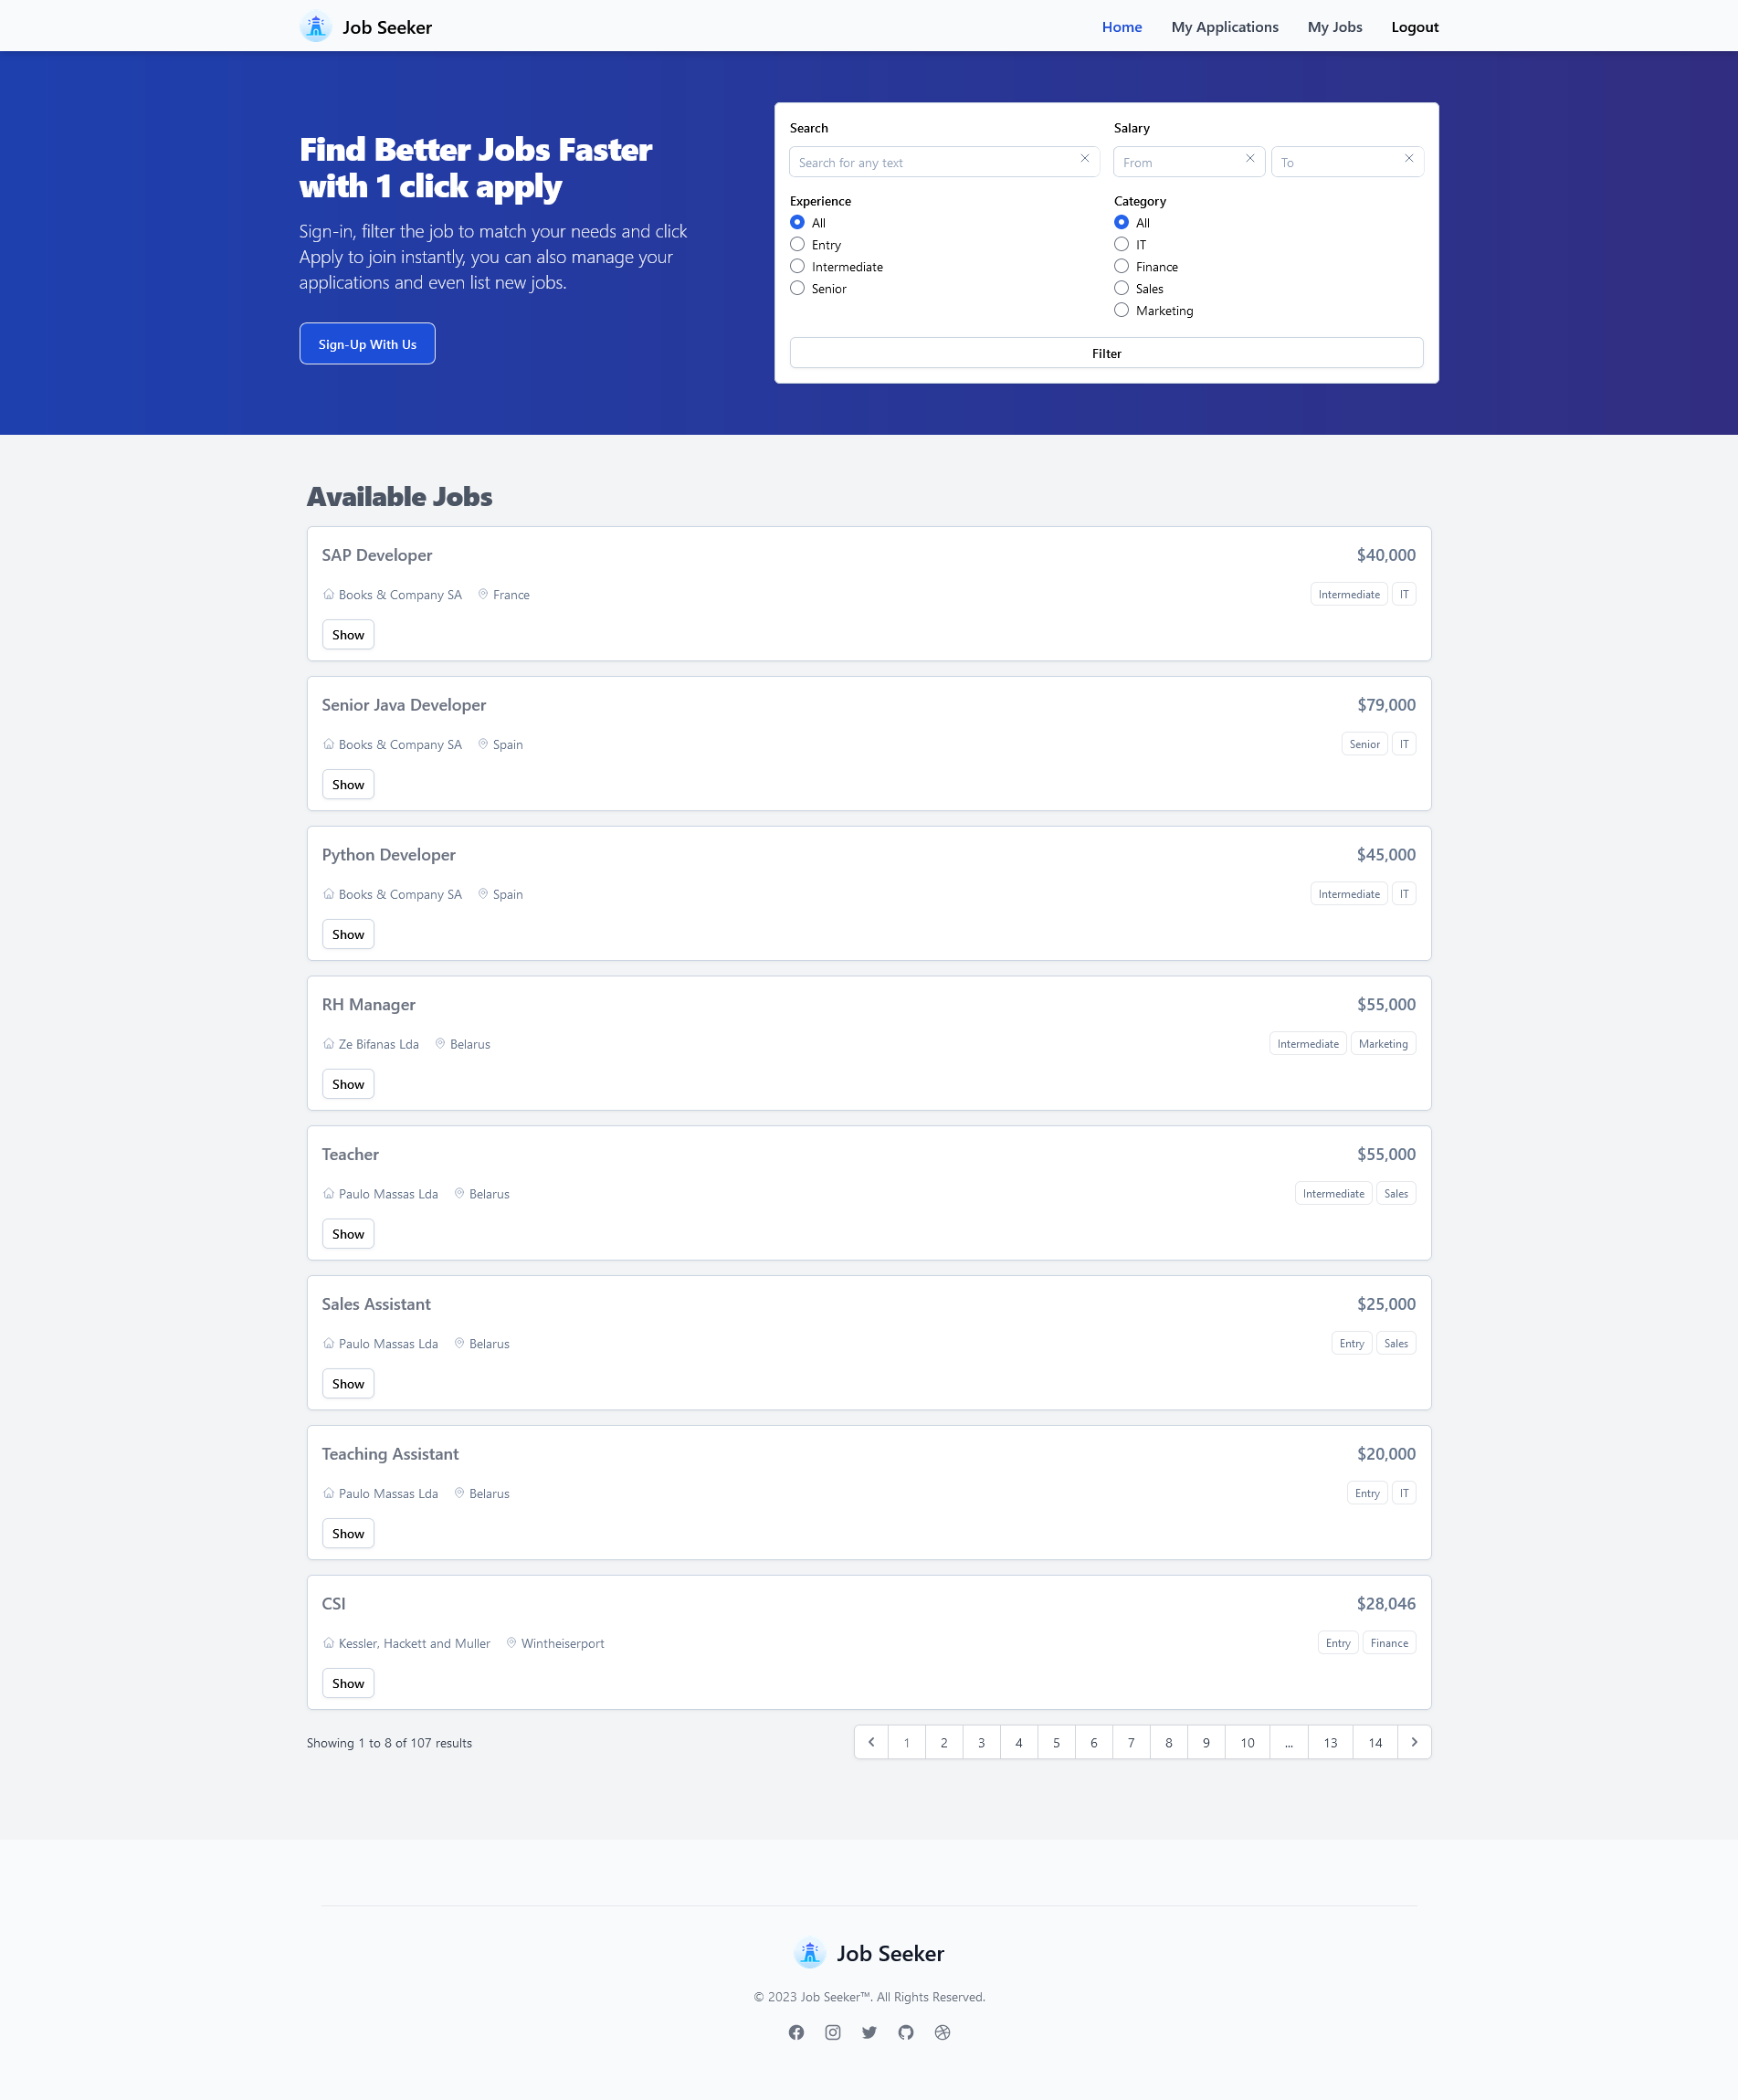 Job Seeker
Home My Applications My Jobs Logout
Find Better Jobs Faster
with 1 click apply
Sign-in, filter the job to match your needs and click
Apply to join instantly, you can also manage your
applications and even list new jobs.
Sign-Up With Us
Search
Search for any text
Salary
From To
Experience
All
Entry
Intermediate
Senior
Category
All
IT
Finance
Sales
Marketing
Filter
Available Jobs
SAP Developer $40,000
Books & Company SA France Intermediate IT
Show
Senior Java Developer $79,000
Books & Company SA Spain Senior IT
Show
Python Developer $45,000
Books & Company SA Spain Intermediate IT
Show
RH Manager $55,000
Ze Bifanas Lda Belarus Intermediate Marketing
Show
Teacher $55,000
Paulo Massas Lda Belarus Intermediate Sales
Show
Sales Assistant $25,000
Paulo Massas Lda Belarus Entry Sales
Show
Teaching Assistant $20,000
Paulo Massas Lda Belarus Entry IT
Show
CSI $28,046
Kessler, Hackett and Muller Wintheiserport Entry Finance
Show
Showing 1 to 8 of 107 results 1 2 3 4 5 6 7 8 9 10 ... 13 14
Job Seeker
© 2023 Job Seeker™. All Rights Reserved.